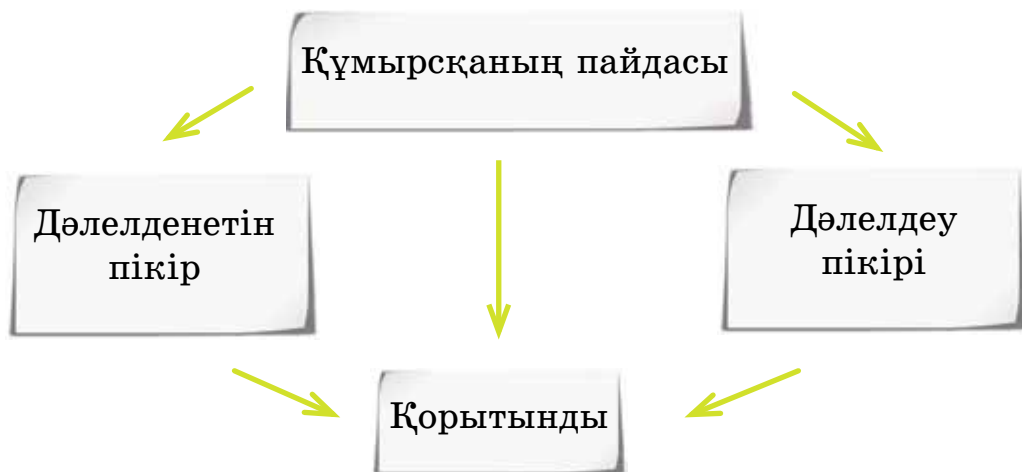 Құмырсқаның пайдасы
Дәлелденетін
пікір
Дәлелдеу
пікірі
Қорытынды